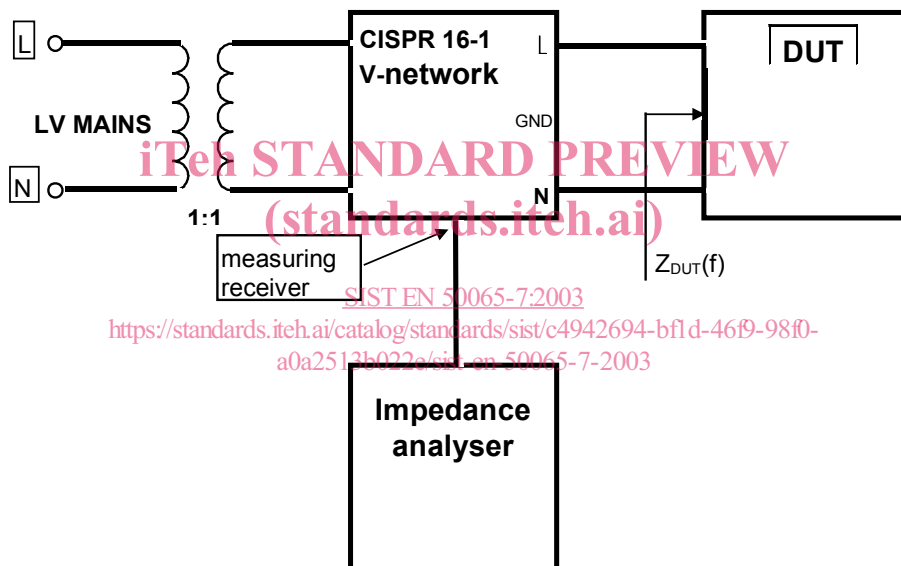 L
CISPR 16-1
V-network
L
DUT
LV MAINS
GND
iTeh STANDARD PREVIEW
N
N
1:1
(standards.iteh.ai)
measuring
receiver
ZDUT(f)
SIST EN 50065-7:2003
https://standards.iteh.ai/catalog/standards/sist/c4942694-bf1d-46f9-98f0-
a0a2513b022e/sist-en-50065-7-2003
Impedance
analyser